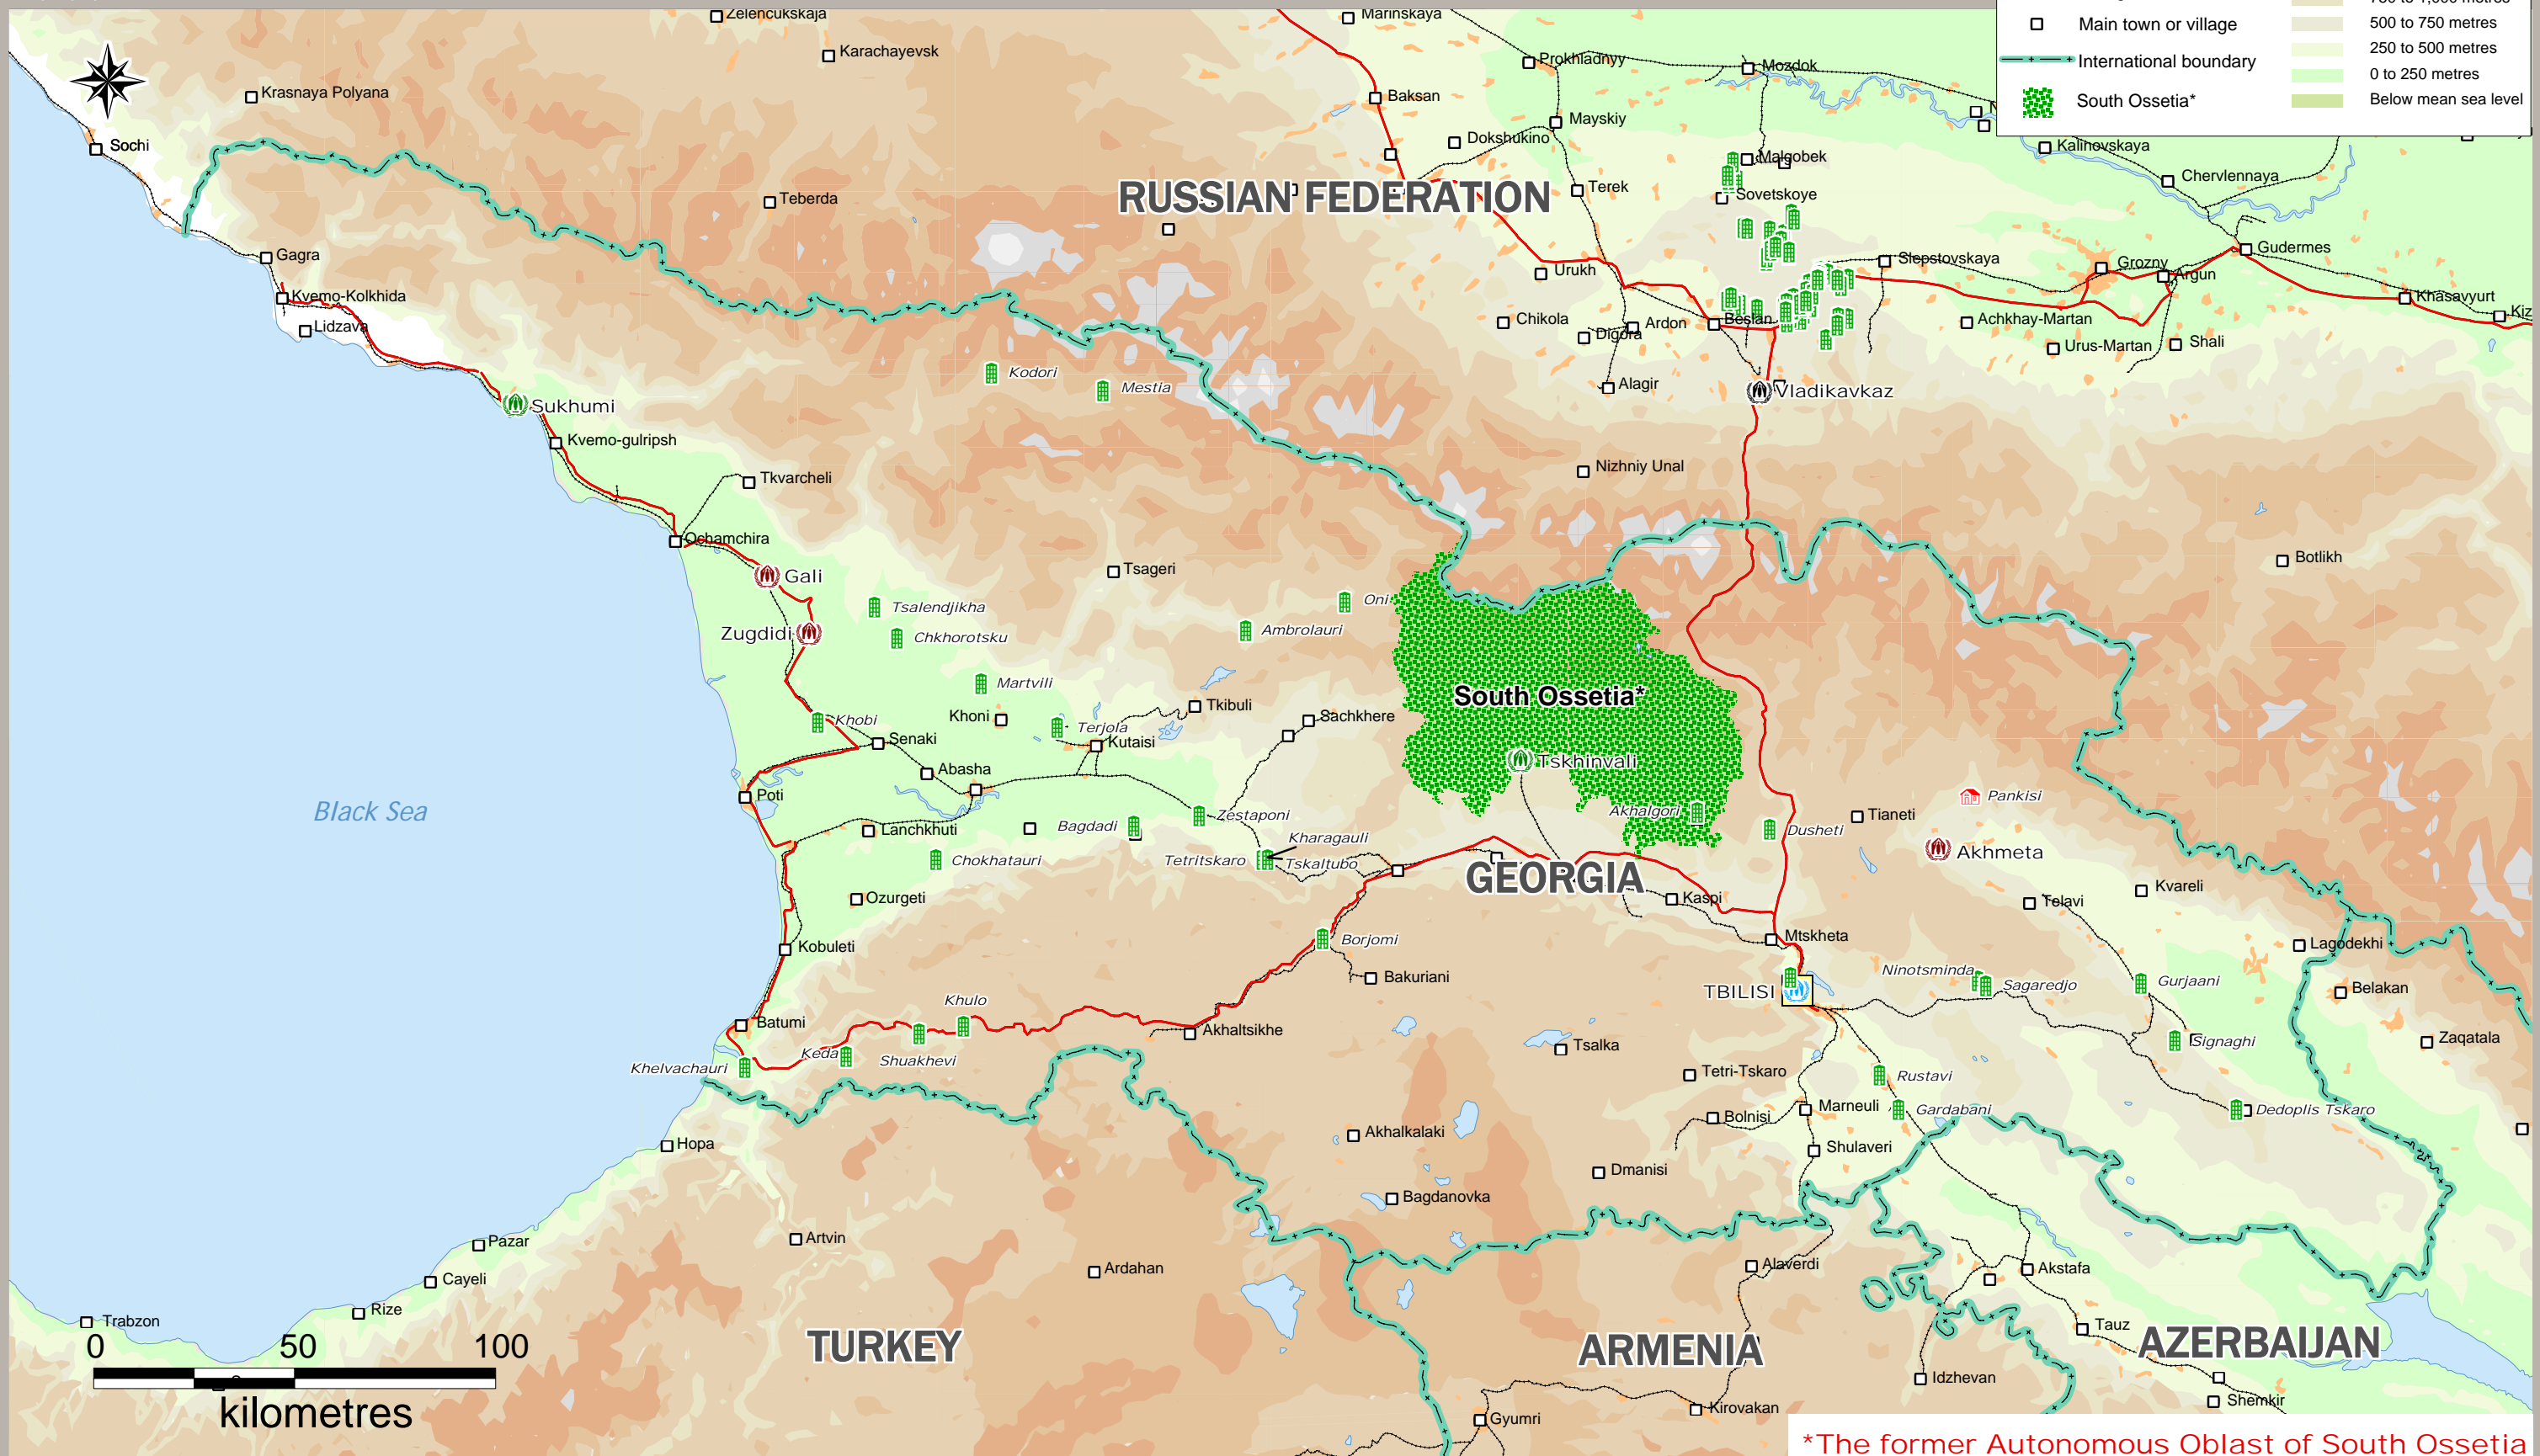 Zelencukskaja
Marinskaya
Karachayevsk
Prokhladnyy
Mozdok
Main town or village
500 to 750 metres
250 to 500 metres
International boundary
0 to 250 metres
South Ossetia*
Below mean sea level
Krasnaya Polyana
Baksan
Mayskiy
Dokshukino
Sochi
Malgobek
Kalinovskaya
Chervlennaya
Teberda
RUSSIAN FEDERATION
Terek
Sovetskoye
Gagra
Gudermes
Urukh
Slepstovskaya
Grozny
Argun
Kvemo-Kolkhida
Khasavyurt
Lidzava
Chikola
Ardon
Beslan
Achkhay-Martan
Kiz
Digora
Urus-Martan
Shali
Kodori
Mestia
Alagir
Vladikavkaz
Sukhumi
Kvemo-gulripsh
Nizhniy Unal
Tkvarcheli
Ochamchira
Botlikh
Gali
Tsageri
Tsalendjikha
Oni
Zugdidi
Chkhorotsku
Ambrolauri
Martvili
South Ossetia*
Khobi
Khoni
Terjola
Tkibuli
Sachkhere
Senaki
Kutaisi
Abasha
Tskhinvali
Poti
Pankisi
Black Sea
Lanchkhuti
Bagdadi
Zestaponi
Akhalgori
Dusheti
Tianeti
Kharagauli
Chokhatauri
Tetritskaro
Tskaltubo
Akhmeta
GEORGIA
Ozurgeti
Kaspi
Telavi
Kvareli
Kobuleti
Borjomi
Mtskheta
Lagodekhi
Bakuriani
Ninotsminda
Sagaredjo
Gurjaani
TBILISI
Belakan
Khulo
Batumi
Akhaltsikhe
Keda
Shuakhevi
Tsalka
Signaghi
Zaqatala
Khelvachauri
Tetri-Tskaro
Rustavi
Marneuli
Gardabani
Dedoplis Tskaro
Bolnisi
Hopa
Akhalkalaki
Shulaveri
Dmanisi
Bagdanovka
Artvin
Pazar
Ardahan
Alaverdi
Akstafa
Cayeli
Rize
Trabzon
Tauz
0 50 100
TURKEY
ARMENIA
AZERBAIJAN
Idzhevan
kilometres
Shemkir
Gyumri
Kirovakan
*The former Autonomous Oblast of South Ossetia